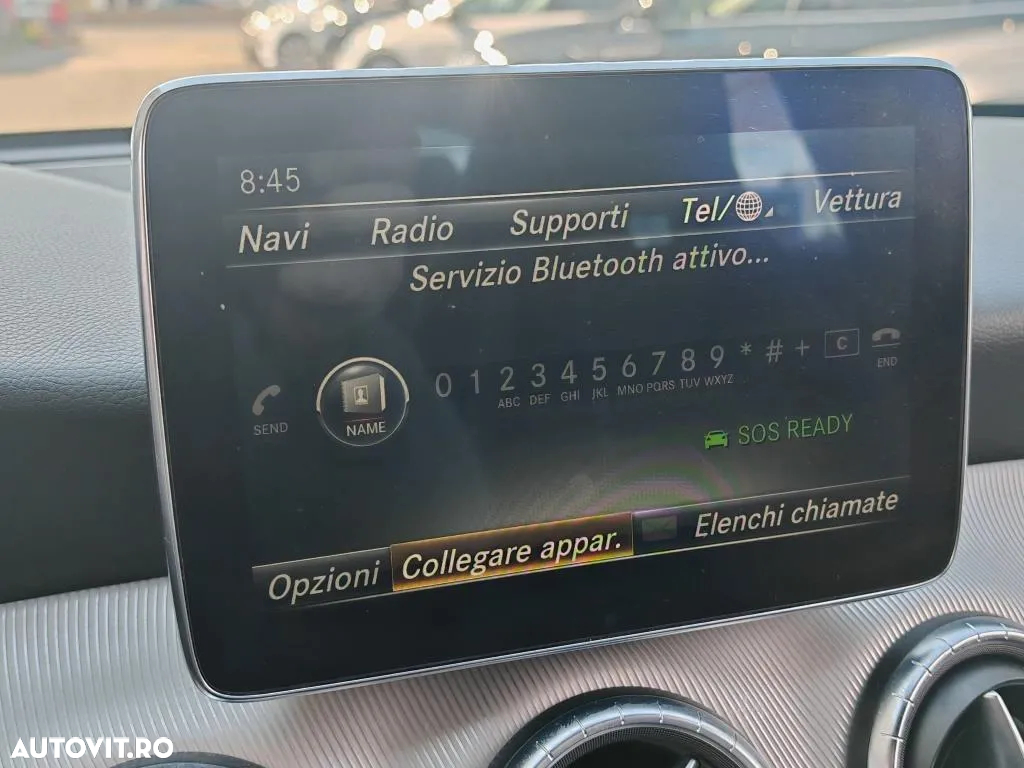 8:45
Navi Radio Supporti Tel/ Vettura
Servizio Bluetooth attivo...
SEND NAME 0 1 2 3 4 5 6 7 8 9 * # + C END
ABC DEF GHI JKL MNO PQRS TUV WXYZ
SOS READY
Opzioni Collegare appar. Elenchi chiamate
AUTOVIT.RO